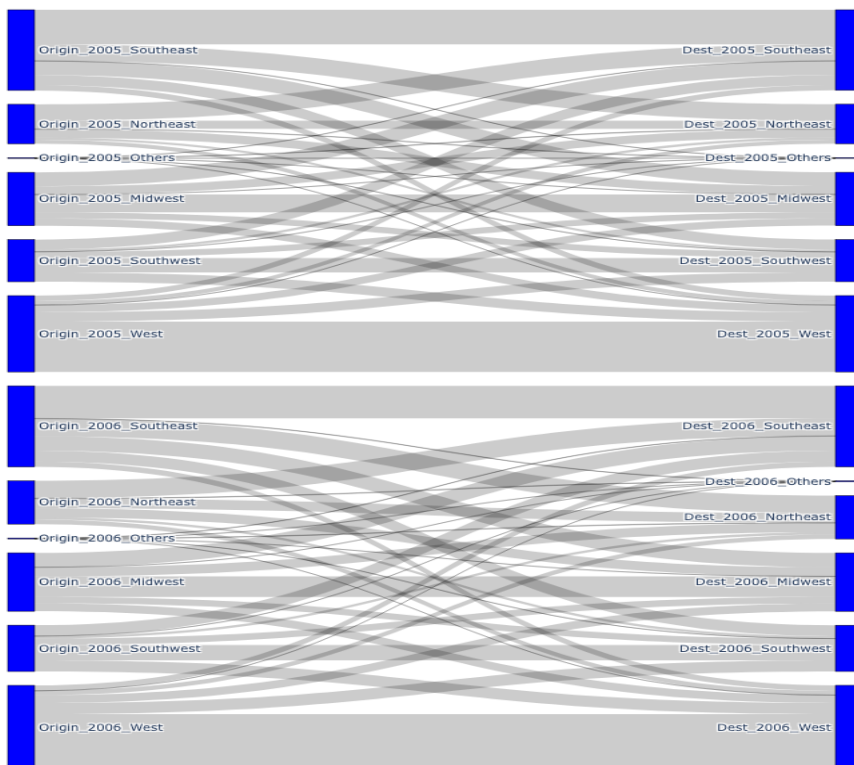 Origin_2005_Southeast Dest_2005_Southeast
Origin_2005_Northeast Dest_2005_Northeast
Origin_2005_Others Dest_2005_Others
Origin_2005_Midwest Dest_2005_Midwest
Origin_2005_Southwest Dest_2005_Southwest
Origin_2005_West Dest_2005_West
Origin_2006_Southeast Dest_2006_Southeast
Dest_2006_Others
Origin_2006_Northeast Dest_2006_Northeast
Origin_2006_Others
Origin_2006_Midwest Dest_2006_Midwest
Origin_2006_Southwest Dest_2006_Southwest
Origin_2006_West Dest_2006_West